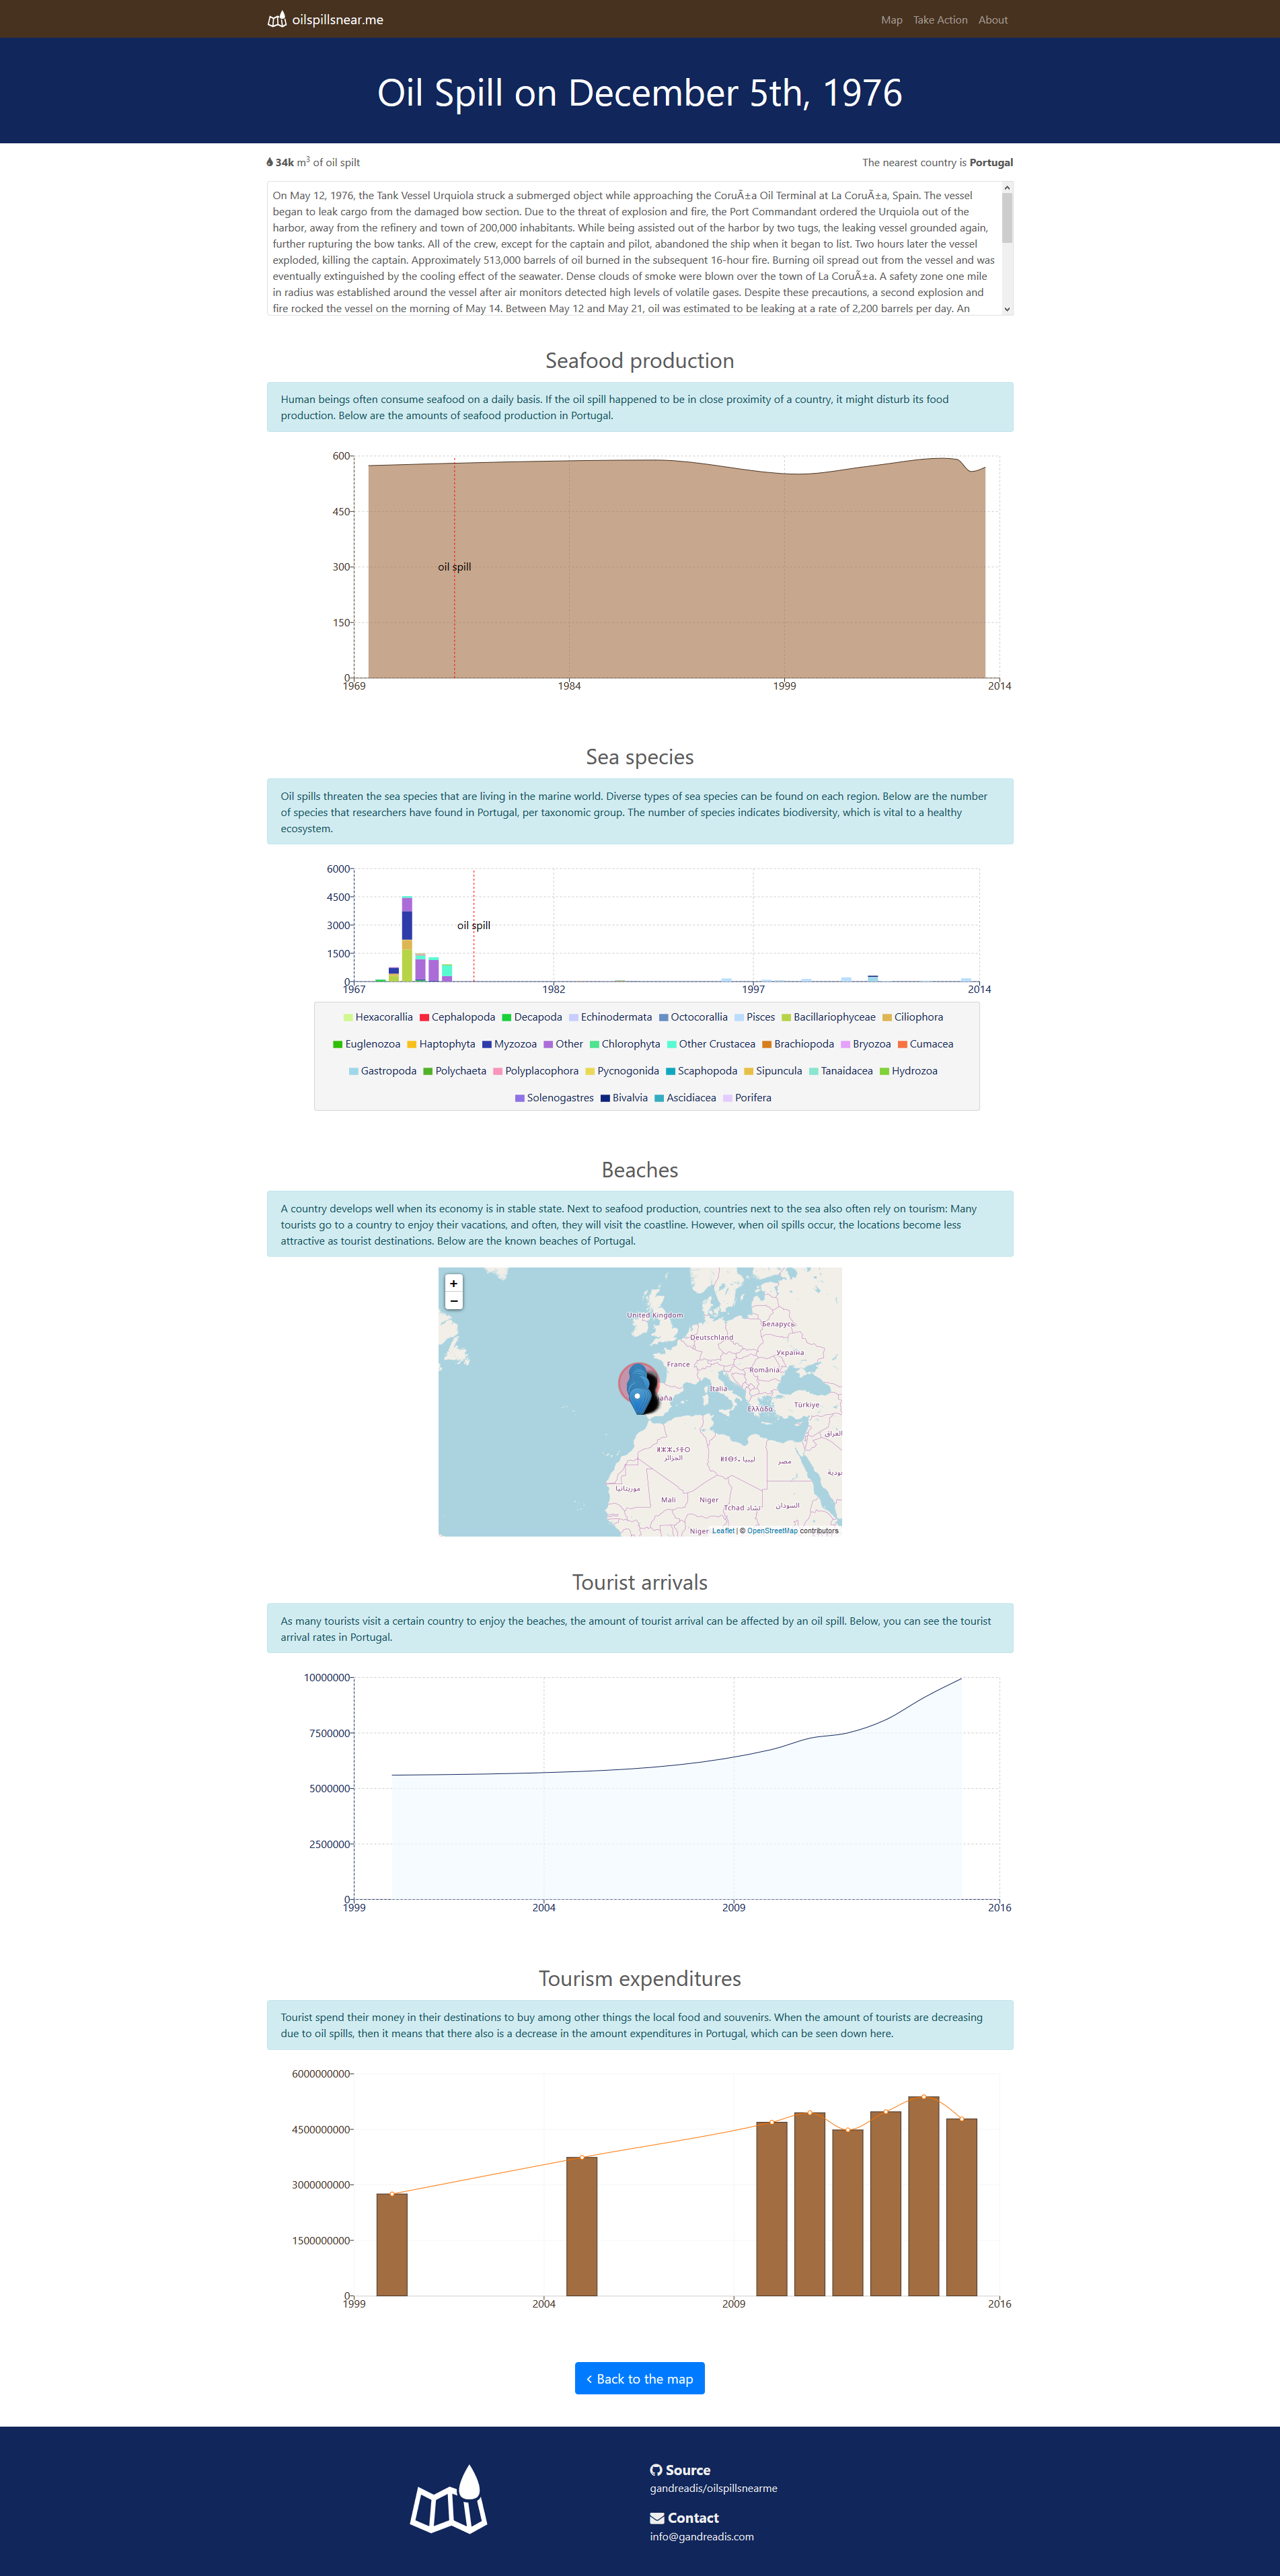 oilspillsnear.me
Map Take Action About
Oil Spill on December 5th, 1976
34k m³ of oil spilt
The nearest country is Portugal
On May 12, 1976, the Tank Vessel Urquiola struck a submerged object while approaching the CoruÃ±a Oil Terminal at La CoruÃ±a, Spain. The vessel
began to leak cargo from the damaged bow section. Due to the threat of explosion and fire, the Port Commandant ordered the Urquiola out of the
harbor, away from the refinery and town of 200,000 inhabitants. While being assisted out of the harbor by two tugs, the leaking vessel grounded again,
further rupturing the bow tanks. All of the crew, except for the captain and pilot, abandoned the ship when it began to list. Two hours later the vessel
exploded, killing the captain. Approximately 513,000 barrels of oil burned in the subsequent 16-hour fire. Burning oil spread out from the vessel and was
eventually extinguished by the cooling effect of the seawater. Dense clouds of smoke were blown over the town of La CoruÃ±a. A safety zone one mile
in radius was established around the vessel after air monitors detected high levels of volatile gases. Despite these precautions, a second explosion and
fire rocked the vessel on the morning of May 14. Between May 12 and May 21, oil was estimated to be leaking at a rate of 2,200 barrels per day. An
Seafood production
Human beings often consume seafood on a daily basis. If the oil spill happened to be in close proximity of a country, it might disturb its food
production. Below are the amounts of seafood production in Portugal.
600
450
300
oil spill
150
0
1969 1984 1999 2014
Sea species
Oil spills threaten the sea species that are living in the marine world. Diverse types of sea species can be found on each region. Below are the number
of species that researchers have found in Portugal, per taxonomic group. The number of species indicates biodiversity, which is vital to a healthy
ecosystem.
6000
4500
3000
oil spill
1500
0
1967 1982 1997 2014
Hexacorallia Cephalopoda Decapoda Echinodermata Octocorallia Pisces Bacillariophyceae Ciliophora
Euglenozoa Haptophyta Myzozoa Other Chlorophyta Other Crustacea Brachiopoda Bryozoa Cumacea
Gastropoda Polychaeta Polyplacophora Pycnogonida Scaphopoda Sipuncula Tanaidacea Hydrozoa
Solenogastres Bivalvia Ascidiacea Porifera
Beaches
A country develops well when its economy is in stable state. Next to seafood production, countries next to the sea also often rely on tourism: Many
tourists go to a country to enjoy their vacations, and often, they will visit the coastline. However, when oil spills occur, the locations become less
attractive as tourist destinations. Below are the known beaches of Portugal.
+
−
United Kingdom
Беларусь
Deutschland
Україна
France
România
Italia
Türkiye
Ελλάδα
الجزائر
ليبيا
مصر
موريتانيا
Mali
Niger
Tchad تشاد
السودان
Niger
Leaflet | © OpenStreetMap contributors
Tourist arrivals
As many tourists visit a certain country to enjoy the beaches, the amount of tourist arrival can be affected by an oil spill. Below, you can see the tourist
arrival rates in Portugal.
10000000
7500000
5000000
2500000
0
1999 2004 2009 2016
Tourism expenditures
Tourist spend their money in their destinations to buy among other things the local food and souvenirs. When the amount of tourists are decreasing
due to oil spills, then it means that there also is a decrease in the amount expenditures in Portugal, which can be seen down here.
6000000000
4500000000
3000000000
1500000000
0
1999 2004 2009 2016
< Back to the map
Source
gandreadis/oilspillsnearme
Contact
info@gandreadis.com